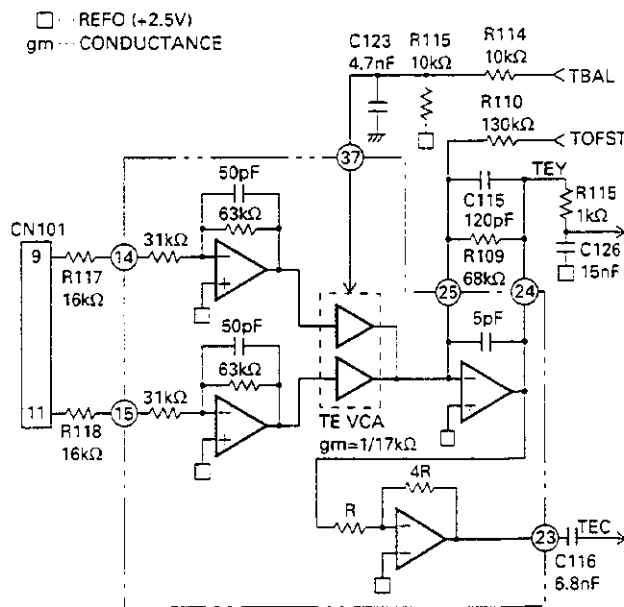 REFO (+2.5V)
gm ··· CONDUCTANCE
C123
4.7nF
R115
10kΩ
R114
10kΩ
TBAL
R110
130kΩ
TOFST
37
TEY
50pF
63kΩ
C115
120pF
R115
1kΩ
CN101
9
R117
16kΩ
14
31kΩ
R109
68kΩ
C126
15nF
25
24
50pF
63kΩ
5pF
11
R118
16kΩ
15
31kΩ
TE VCA
gm=1/17kΩ
4R
R
23
TEC
C116
6.8nF